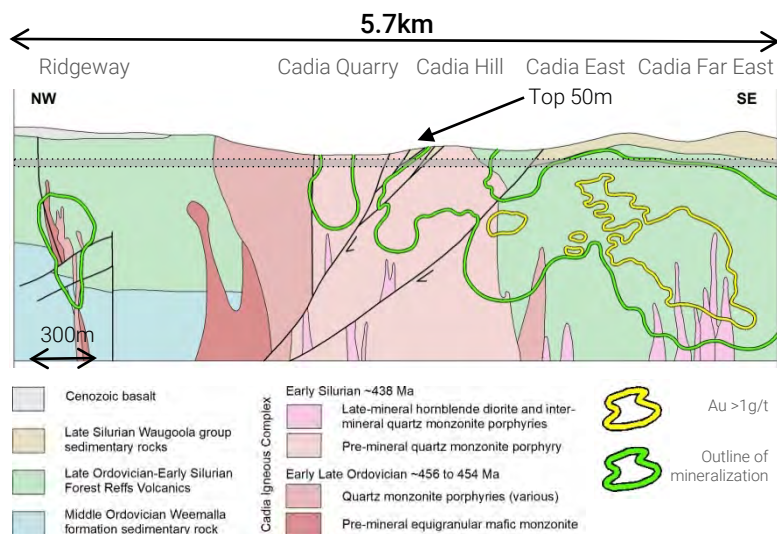 5.7km
Ridgeway
Cadia Quarry
Cadia Hill
Cadia East
Cadia Far East
NW
Top 50m
SE
300m
Cenozoic basalt
Late Silurian Waugoola group
sedimentary rocks
Late Ordovician-Early Silurian
Forest Reffs Volcanics
Middle Ordovician Weemalla
formation sedimentary rock
Cadia Igneous Complex
Early Silurian ~438 Ma
Late-mineral hornblende diorite and inter-
mineral quartz monzonite porphyries
Pre-mineral quartz monzonite porphyry
Early Late Ordovician ~456 to 454 Ma
Quartz monzonite porphyries (various)
Pre-mineral equigranular mafic monzonite
Au >1g/t
Outline of
mineralization